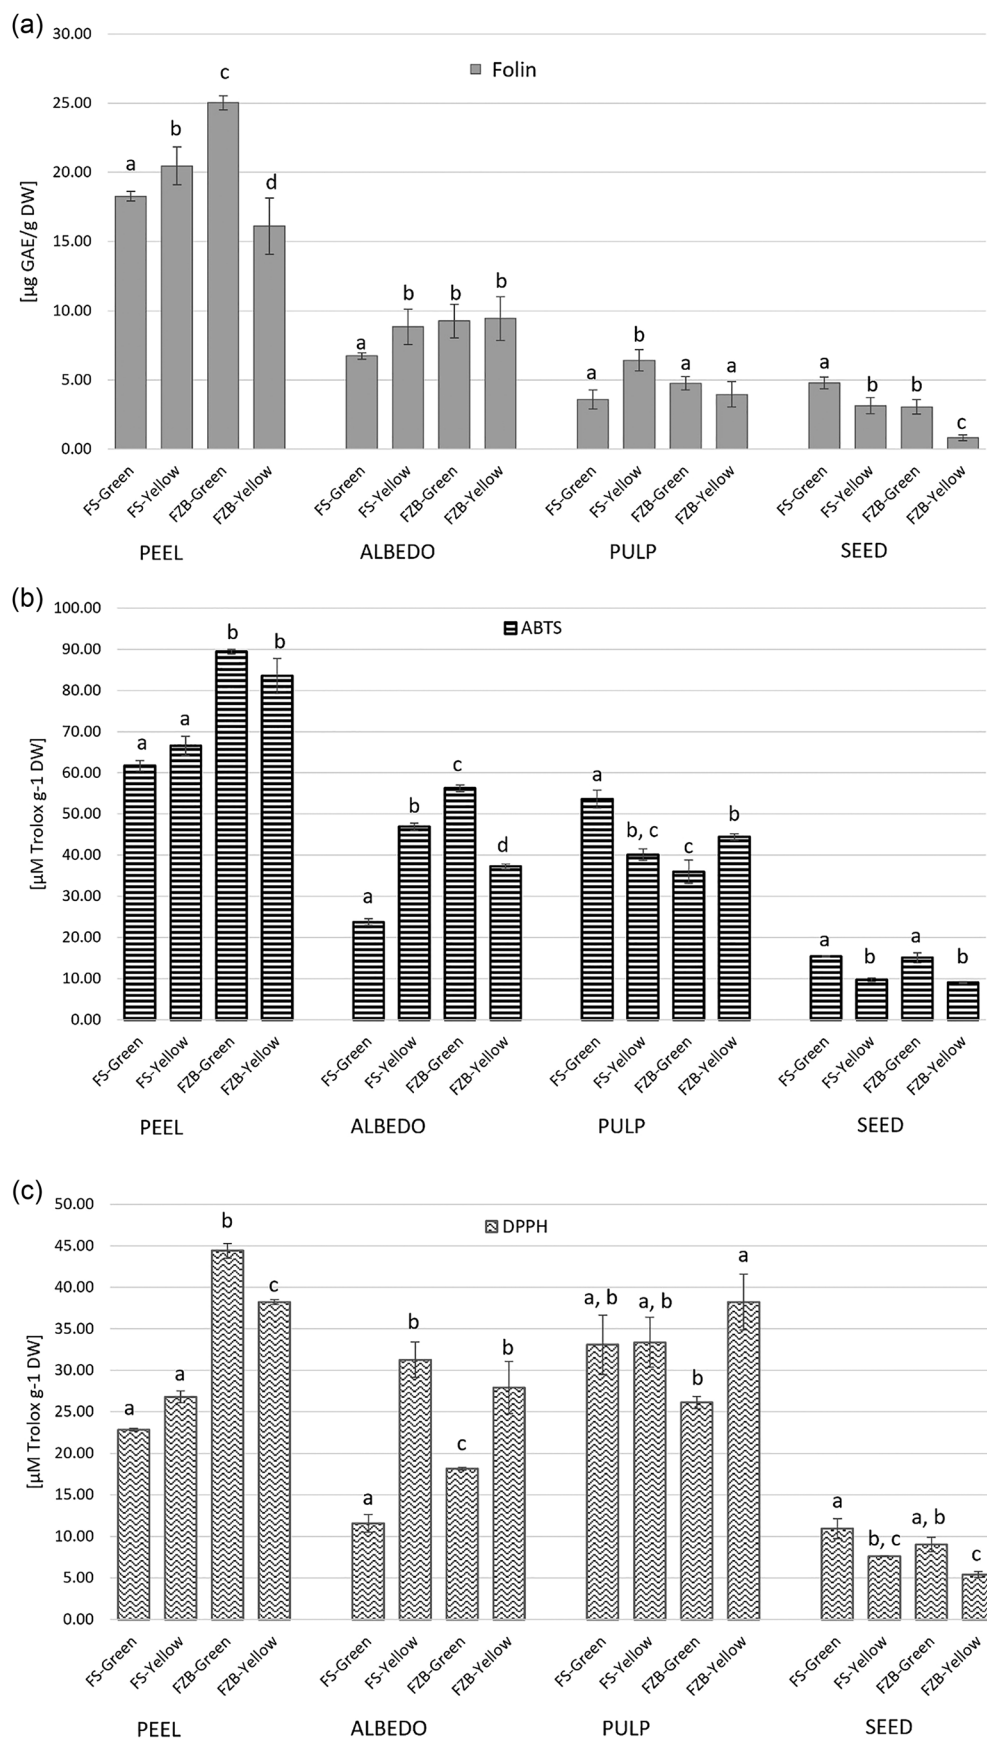 (a)
30.00
Folin
c
25.00
b
a
20.00
d
15.00
[µg GAE/g DW]
b b b
10.00
a
b
a a a
a
b b
5.00
c
0.00
FS-Green FS-Yellow FZB-Green FZB-Yellow FS-Green FS-Yellow FZB-Green FZB-Yellow FS-Green FS-Yellow FZB-Green FZB-Yellow FS-Green FS-Yellow FZB-Green FZB-Yellow
PEEL ALBEDO PULP SEED
(b)
100.00
ABTS
b b
90.00
80.00
a a
70.00
[µM Trolox g-1 DW]
c a
60.00
b b, c c b
50.00
d
40.00
a
30.00
20.00
a b a b
10.00
0.00
FS-Green FS-Yellow FZB-Green FZB-Yellow FS-Green FS-Yellow FZB-Green FZB-Yellow FS-Green FS-Yellow FZB-Green FZB-Yellow FS-Green FS-Yellow FZB-Green FZB-Yellow
PEEL ALBEDO PULP SEED
(c)
50.00
DPPH
b
45.00
a
c
40.00
a, b a, b
35.00
b b
30.00
[µM Trolox g-1 DW]
a a b
25.00
c
20.00
15.00
a a a, b
10.00
b, c c
5.00
0.00
FS-Green FS-Yellow FZB-Green FZB-Yellow FS-Green FS-Yellow FZB-Green FZB-Yellow FS-Green FS-Yellow FZB-Green FZB-Yellow FS-Green FS-Yellow FZB-Green FZB-Yellow
PEEL ALBEDO PULP SEED